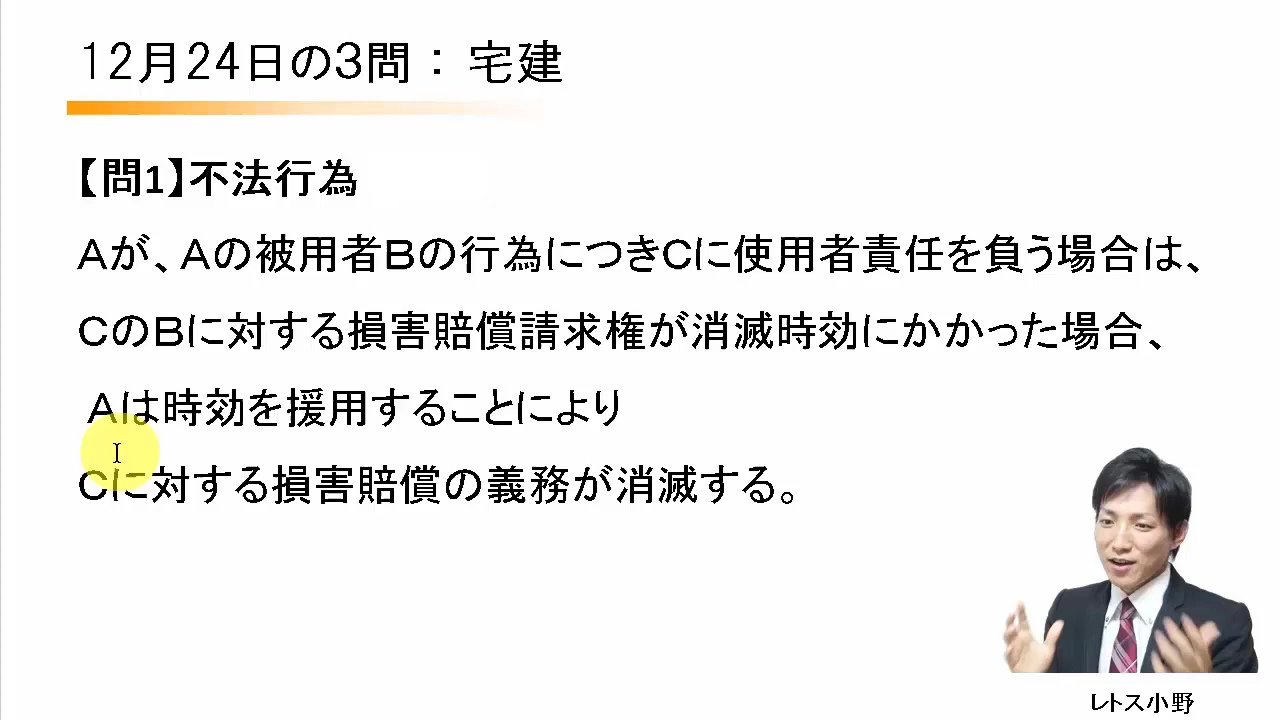 12月24日の3問：宅建
【問1】不法行為
Ａが、Ａの被用者Ｂの行為につきＣに使用者責任を負う場合は、
ＣのＢに対する損害賠償請求権が消滅時効にかかった場合、
Ａは時効を援用することにより
Ｃに対する損害賠償の義務が消滅する。
レトス小野